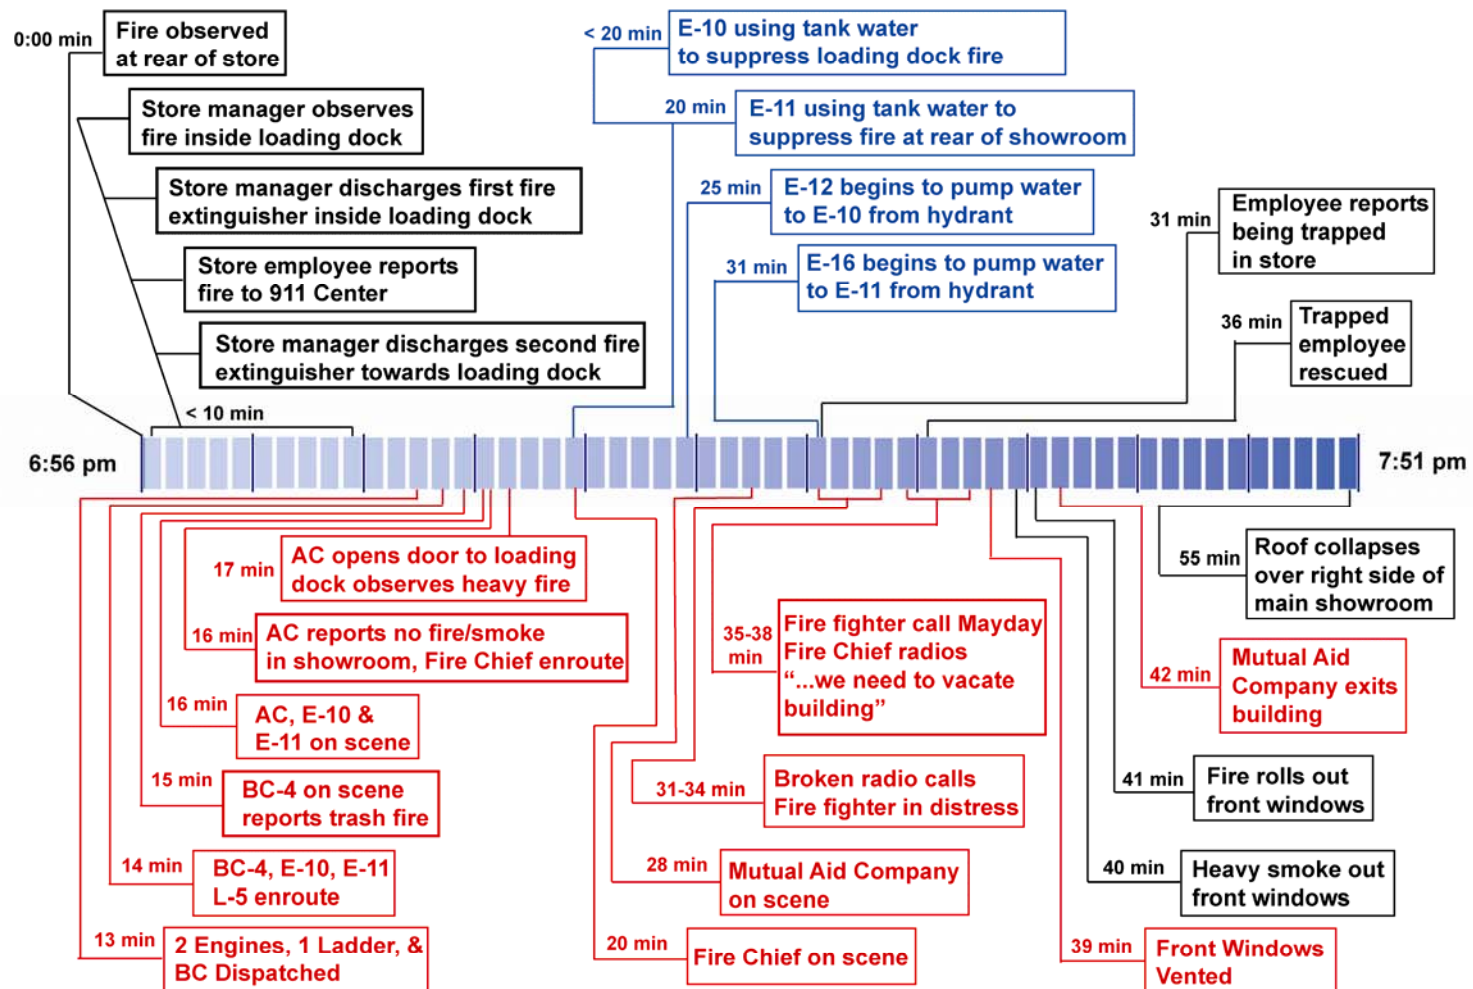 0:00 min
Fire observed
at rear of store
Store manager observes
fire inside loading dock
Store manager discharges first fire
extinguisher inside loading dock
Store employee reports
fire to 911 Center
Store manager discharges second fire
extinguisher towards loading dock
< 10 min
< 20 min
E-10 using tank water
to suppress loading dock fire
20 min
E-11 using tank water to
suppress fire at rear of showroom
25 min
E-12 begins to pump water
to E-10 from hydrant
31 min
E-16 begins to pump water
to E-11 from hydrant
31 min
Employee reports
being trapped
in store
36 min
Trapped
employee
rescued
6:56 pm
7:51 pm
17 min
AC opens door to loading
dock observes heavy fire
16 min
AC reports no fire/smoke
in showroom, Fire Chief enroute
16 min
AC, E-10 &
E-11 on scene
15 min
BC-4 on scene
reports trash fire
14 min
BC-4, E-10, E-11
L-5 enroute
13 min
2 Engines, 1 Ladder, &
BC Dispatched
35-38
min
Fire fighter call Mayday
Fire Chief radios
“...we need to vacate
building”
31-34 min
Broken radio calls
Fire fighter in distress
28 min
Mutual Aid Company
on scene
20 min
Fire Chief on scene
55 min
Roof collapses
over right side of
main showroom
42 min
Mutual Aid
Company exits
building
41 min
Fire rolls out
front windows
40 min
Heavy smoke out
front windows
39 min
Front Windows
Vented